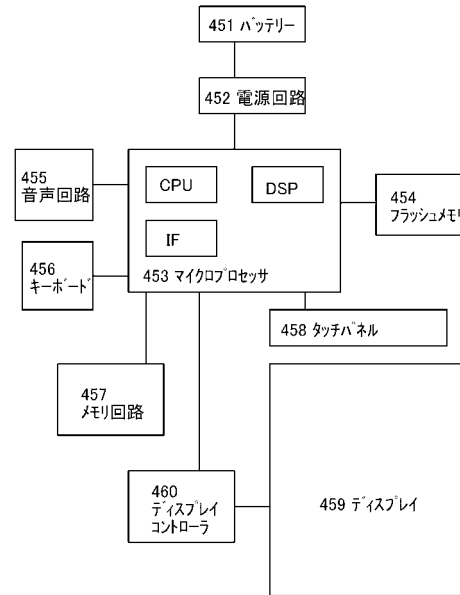 451 バッテリー
452 電源回路
CPU
DSP
IF
453 マイクロプロセッサ
455
音声回路
454
フラッシュメモリ
456
キーボード
458 タッチパネル
457
メモリ回路
460
ディスプレイ
コントローラ
459 ディスプレイ